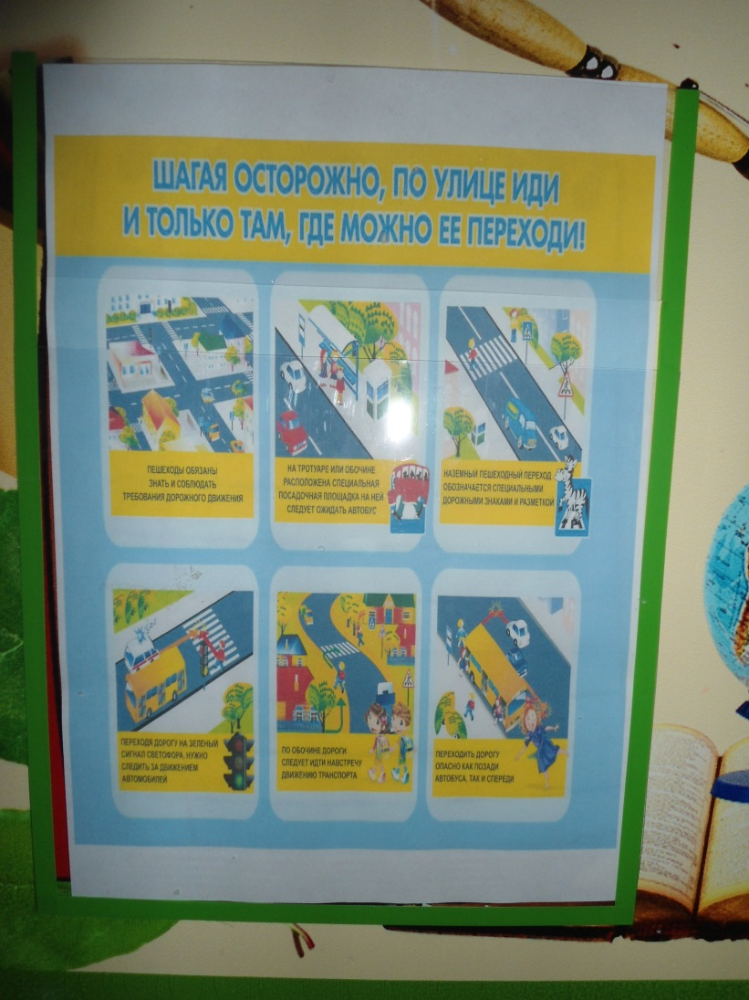 ШАГАЯ ОСТОРОЖНО, ПО УЛИЦЕ ИДИ
И ТОЛЬКО ТАМ, ГДЕ МОЖНО ЕЕ ПЕРЕХОДИ!
ПЕШЕХОДЫ ОБЯЗАНЫ
ЗНАТЬ И СОБЛЮДАТЬ
ТРЕБОВАНИЯ ДОРОЖНОГО ДВИЖЕНИЯ
НА ТРОТУАРЕ ИЛИ ОБОЧИНЕ
РАСПОЛОЖЕНА СПЕЦИАЛЬНАЯ
ПОСАДОЧНАЯ ПЛОЩАДКА НА НЕЙ
СЛЕДУЕТ ОЖИДАТЬ АВТОБУС
НАЗЕМНЫЙ ПЕШЕХОДНЫЙ ПЕРЕХОД
ОБОЗНАЧАЕТСЯ СПЕЦИАЛЬНЫМИ
ДОРОЖНЫМИ ЗНАКАМИ И РАЗМЕТКОЙ
ПЕРЕХОДЯ ДОРОГУ НА ЗЕЛЕНЫЙ
СИГНАЛ СВЕТОФОРА, НУЖНО
СЛЕДИТЬ ЗА ДВИЖЕНИЕМ
АВТОМОБИЛЕЙ
ПО ОБОЧИНЕ ДОРОГИ
СЛЕДУЕТ ИДТИ НАВСТРЕЧУ
ДВИЖЕНИЮ ТРАНСПОРТА
ПЕРЕХОДИТЬ ДОРОГУ
ОПАСНО КАК ПОЗАДИ
АВТОБУСА, ТАК И СПЕРЕДИ